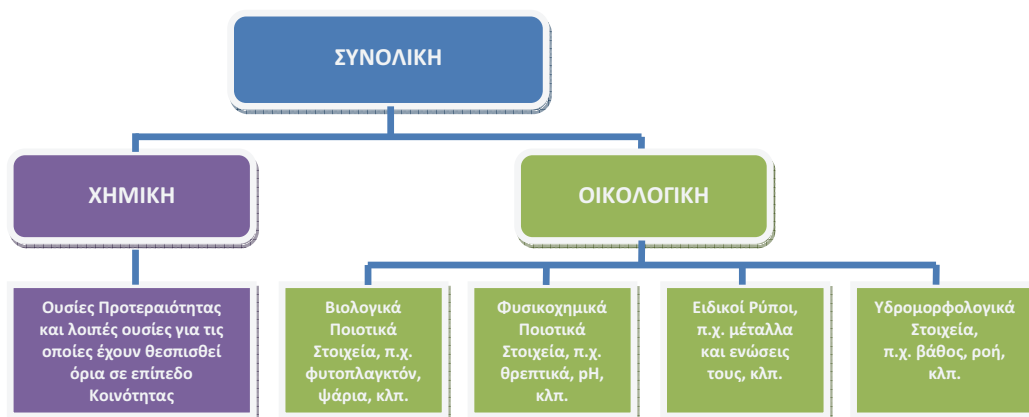 ΣΥΝΟΛΙΚΗ
ΧΗΜΙΚΗ
ΟΙΚΟΛΟΓΙΚΗ
Ουσίες Προτεραιότητας
και λοιπές ουσίες για τις
οποίες έχουν θεσπισθεί
όρια σε επίπεδο
Κοινότητας
Βιολογικά
Ποιοτικά
Στοιχεία, π.χ.
φυτοπλαγκτόν,
ψάρια, κλπ.
Φυσικοχημικά
Ποιοτικά
Στοιχεία, π.χ.
θρεπτικά, pH,
κλπ.
Ειδικοί Ρύποι,
π.χ. μέταλλα
και ενώσεις
τους, κλπ.
Υδρομορφολογικά
Στοιχεία,
π.χ. βάθος, ροή,
κλπ.